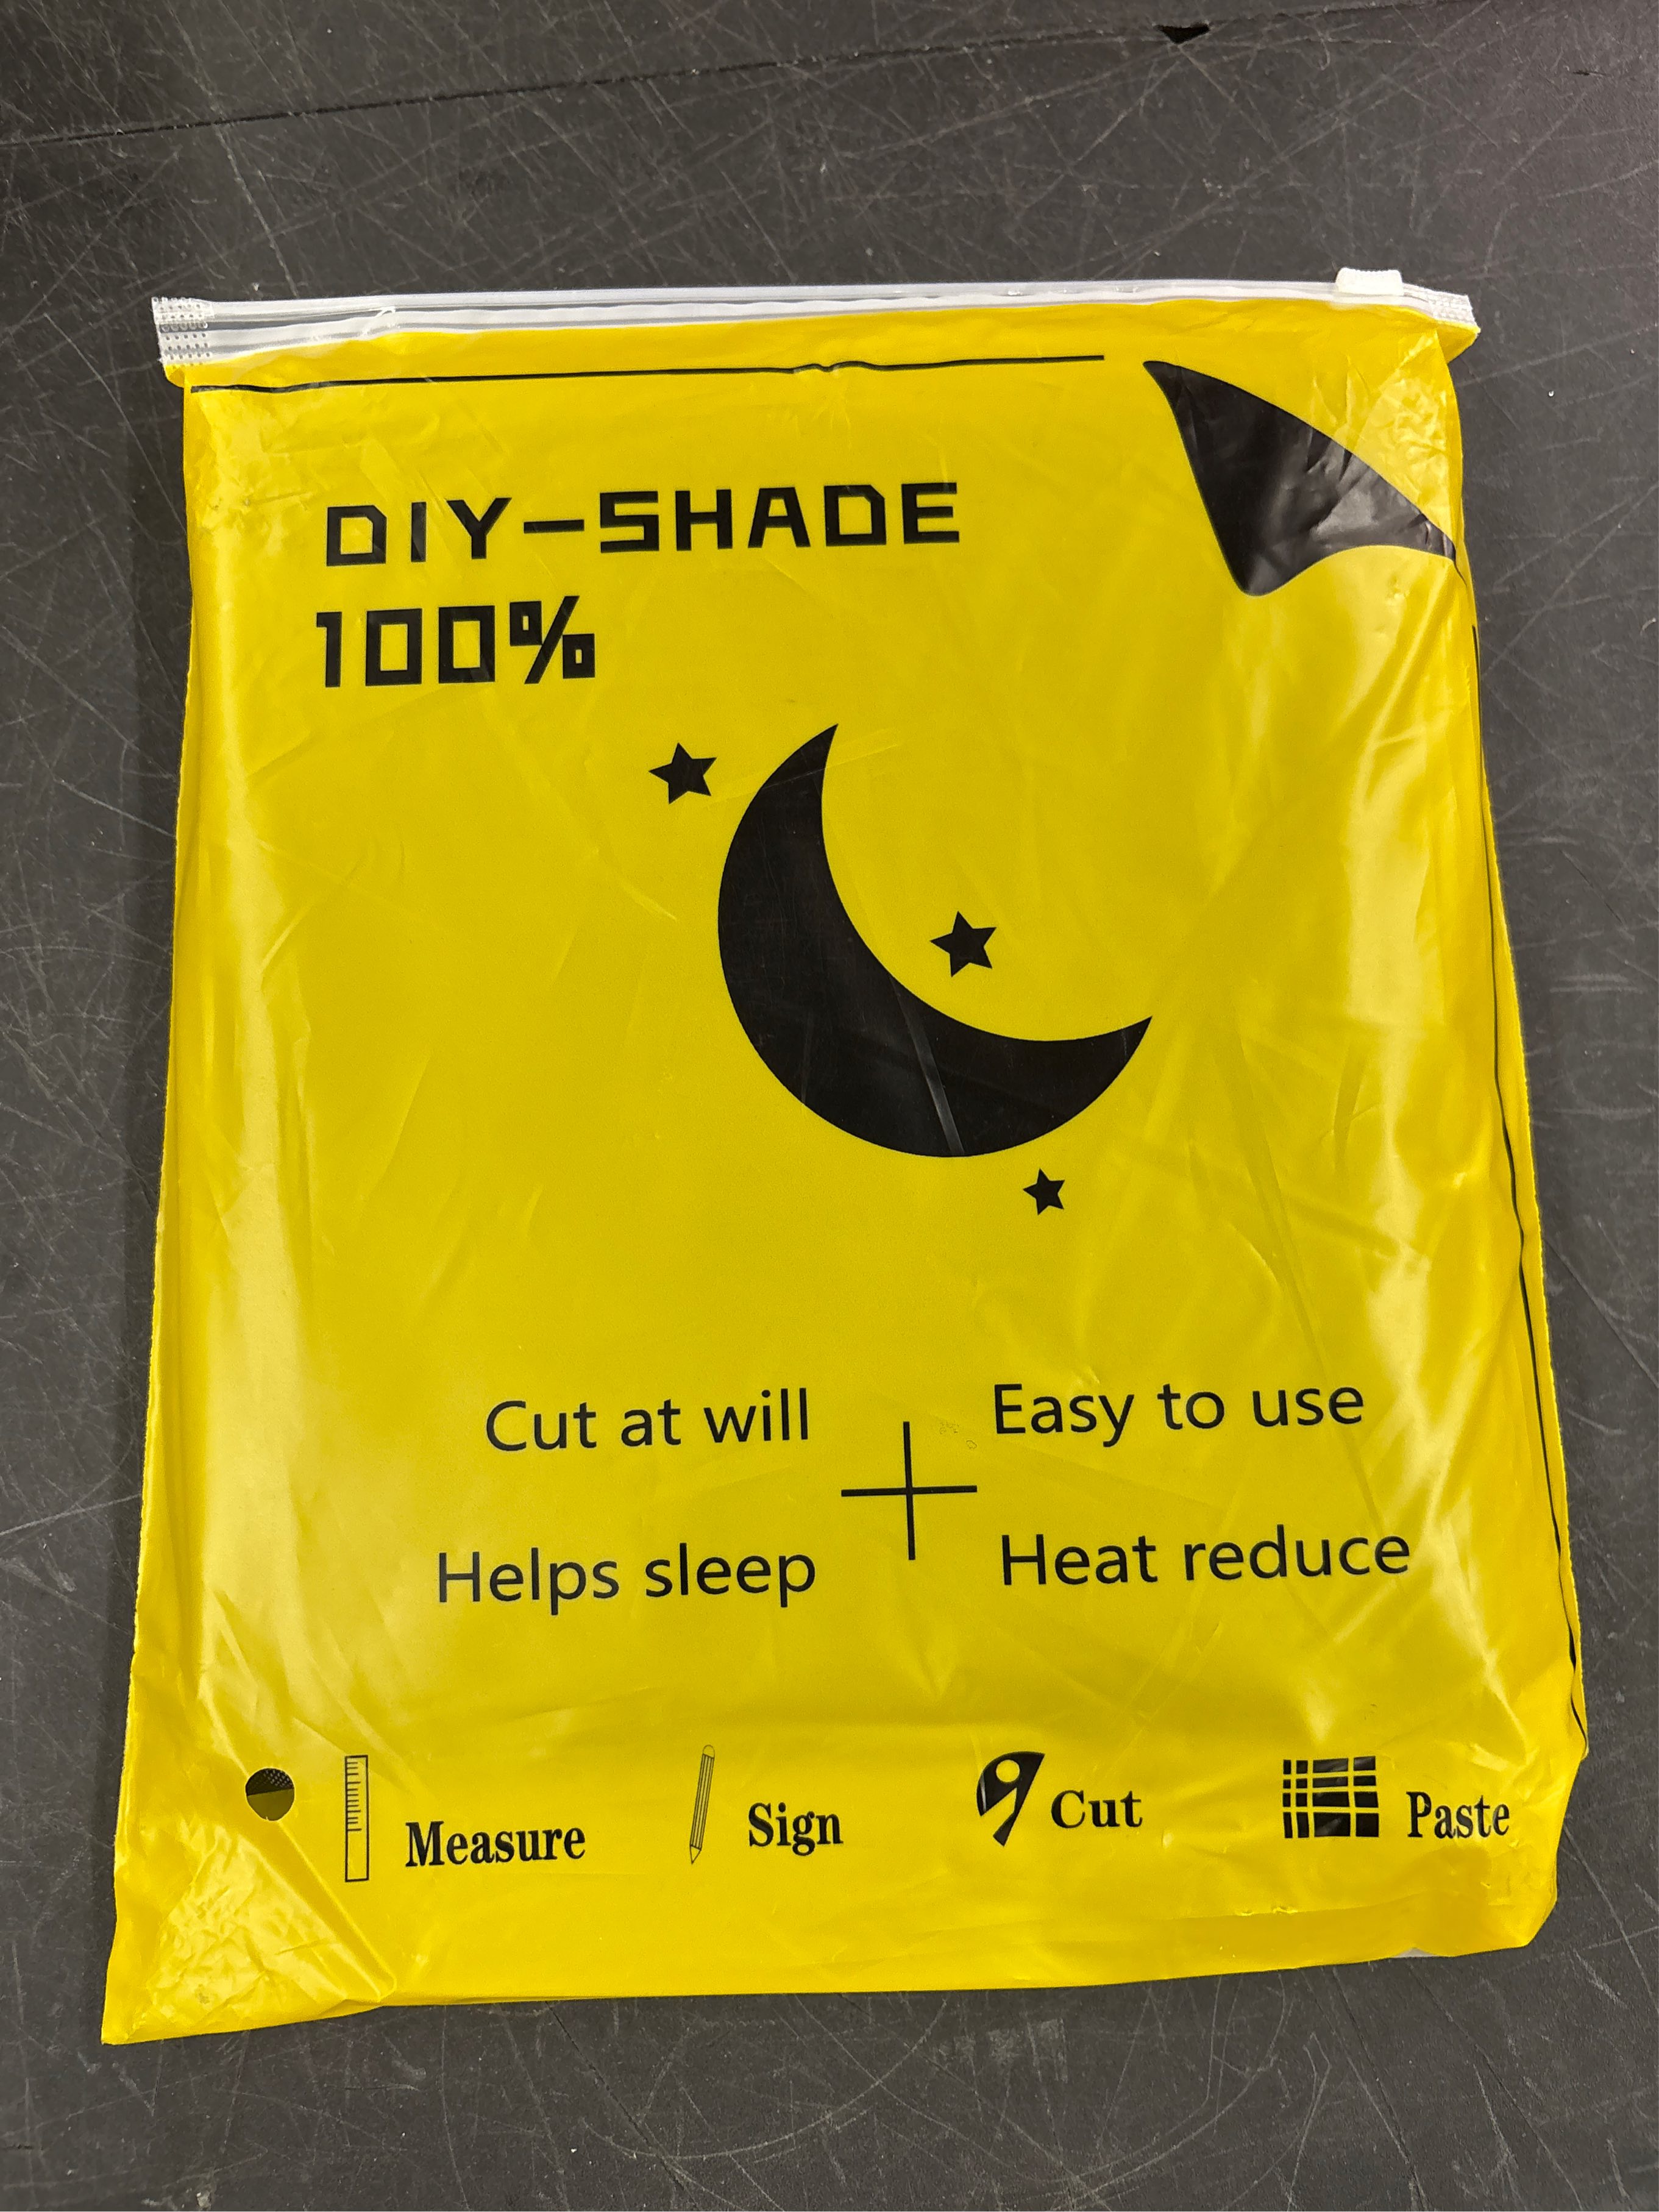 DIY-SHADE
100%
Cut at will
Easy to use
Helps sleep
Heat reduce
Measure
Sign
Cut
Paste